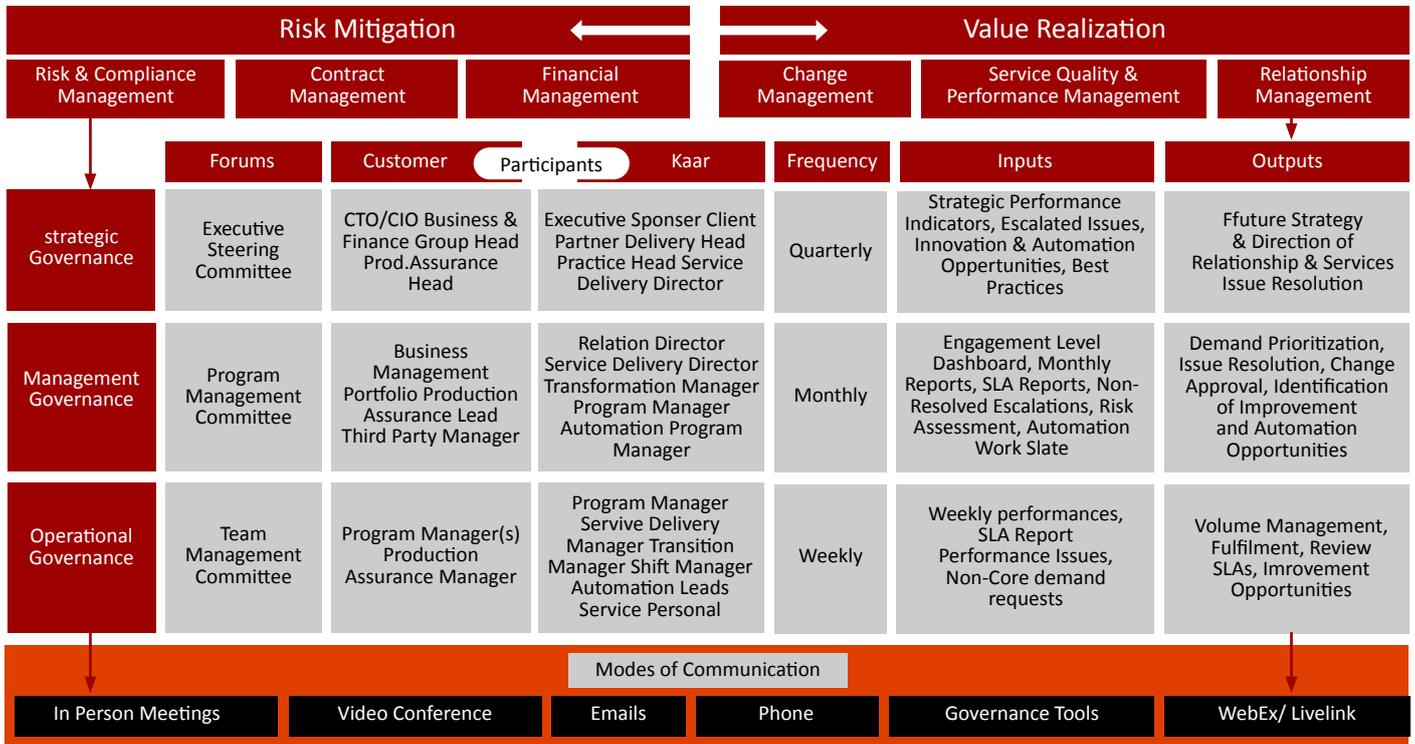 Risk Mitigation
Value Realization
Risk & Compliance
Management
Contract
Management
Financial
Management
Change
Management
Service Quality &
Performance Management
Relationship
Management
Forums
Customer
Participants
Kaar
Frequency
Inputs
Outputs
strategic
Governance
Executive
Steering
Committee
CTO/CIO Business &
Finance Group Head
Prod.Assurance
Head
Executive Sponser Client
Partner Delivery Head
Practice Head Service
Delivery Director
Quarterly
Strategic Performance
Indicators, Escalated Issues,
Innovation & Automation
Oppertunities, Best
Practices
Ffuture Strategy
& Direction of
Relationship & Services
Issue Resolution
Management
Governance
Program
Management
Committee
Business
Management
Portfolio Production
Assurance Lead
Third Party Manager
Relation Director
Service Delivery Director
Transformation Manager
Program Manager
Automation Program
Manager
Monthly
Engagement Level
Dashboard, Monthly
Reports, SLA Reports, Non-
Resolved Escalations, Risk
Assessment, Automation
Work Slate
Demand Prioritization,
Issue Resolution, Change
Approval, Identification
of Improvement
and Automation
Opportunities
Operational
Governance
Team
Management
Committee
Program Manager(s)
Production
Assurance Manager
Program Manager
Servive Delivery
Manager Transition
Manager Shift Manager
Automation Leads
Service Personal
Weekly
Weekly performances,
SLA Report
Performance Issues,
Non-Core demand
requests
Volume Management,
Fulfilment, Review
SLAs, Imrovement
Opportunities
Modes of Communication
In Person Meetings
Video Conference
Emails
Phone
Governance Tools
WebEx/ Livelink